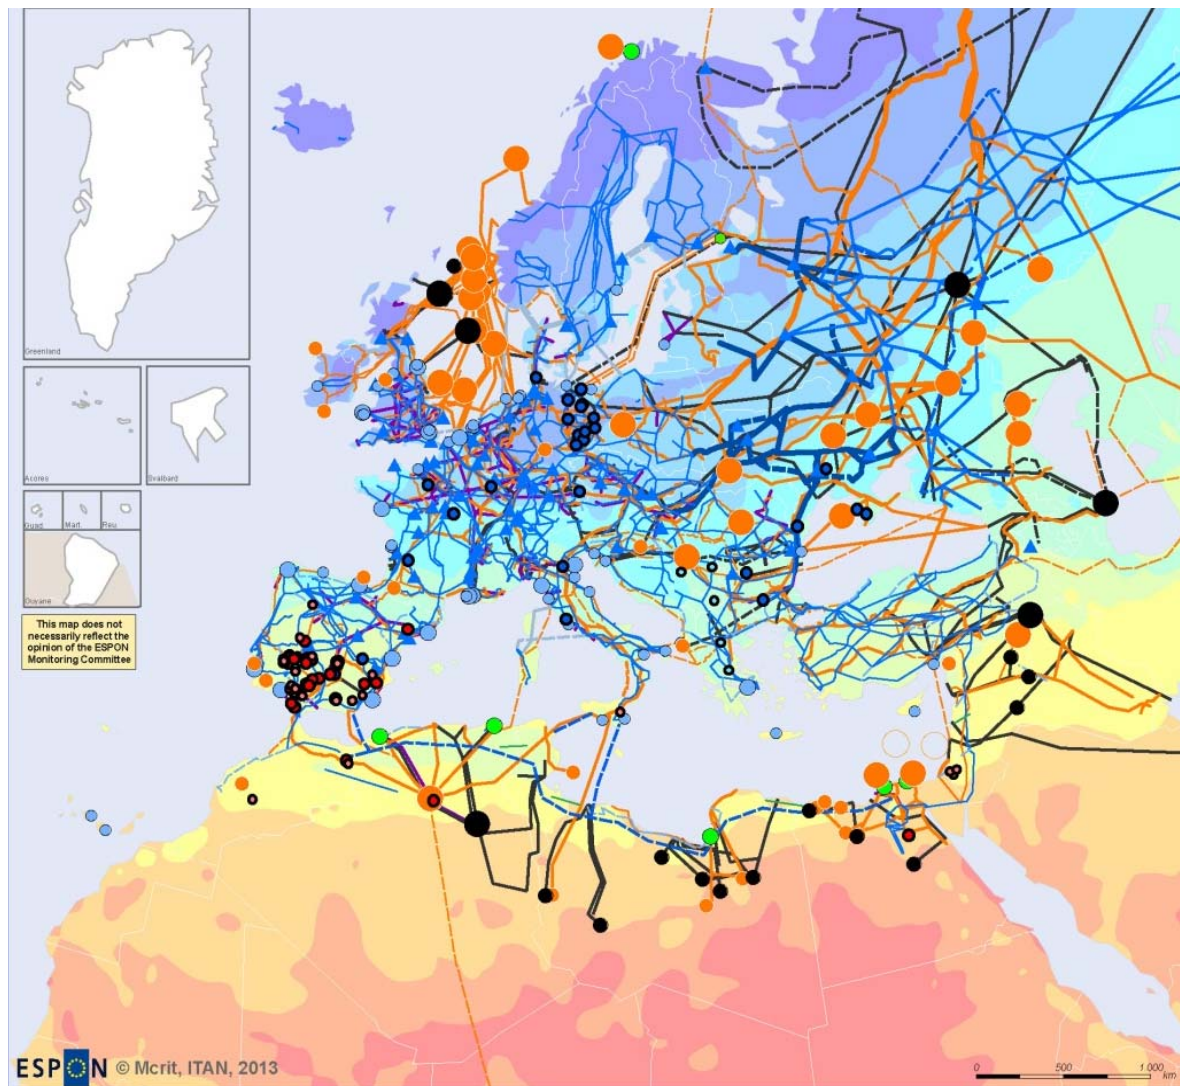 Greenland
Acores
Svalbard
Guad.
Mart.
Reu.
Guyane
This map does not
necessarily reflect the
opinion of the ESPON
Monitoring Committee
ESPON © Mcrit, ITAN, 2013
0 500 1 000
km